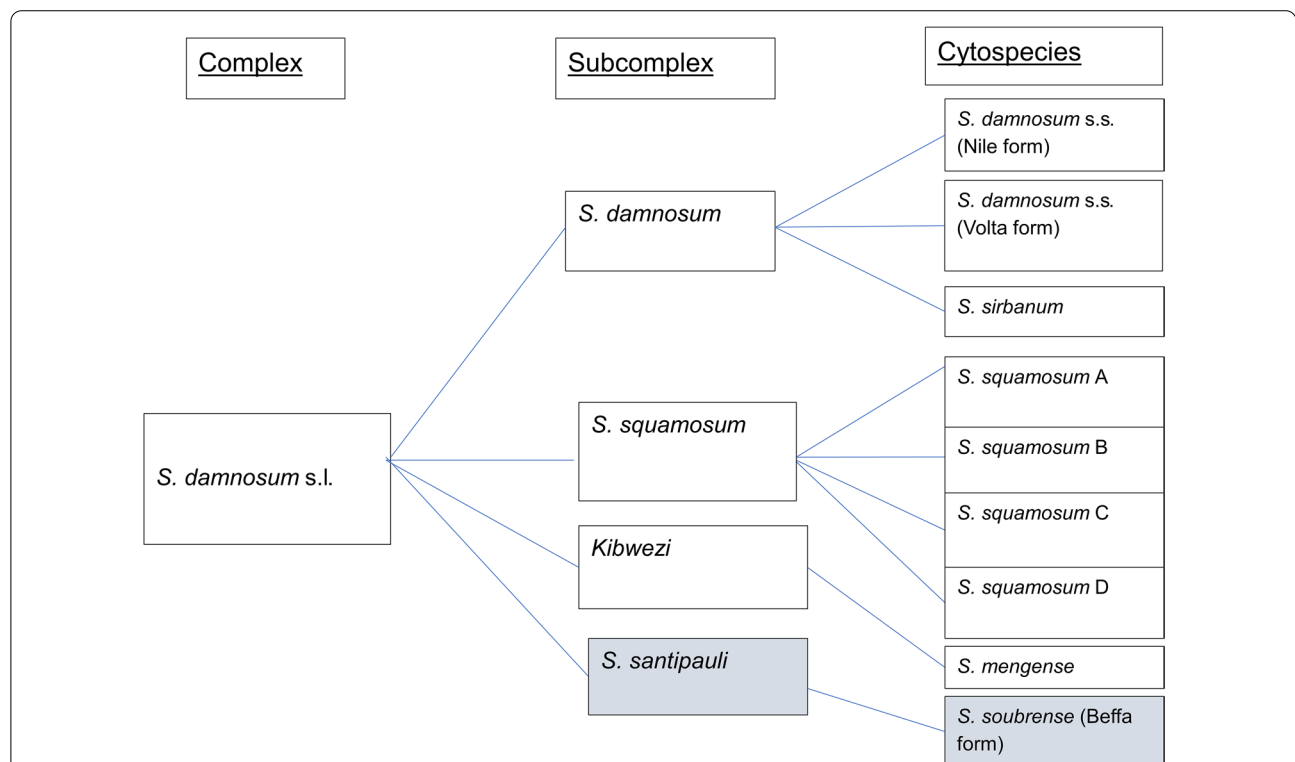 Complex
Subcomplex
Cytospecies
S. damnosum s.l.
S. damnosum
S. squamosum
Kibwezi
S. santipauli
S. damnosum s.s.
(Nile form)
S. damnosum s.s.
(Volta form)
S. sirbanum
S. squamosum A
S. squamosum B
S. squamosum C
S. squamosum D
S. mengense
S. soubrense (Beffa
form)